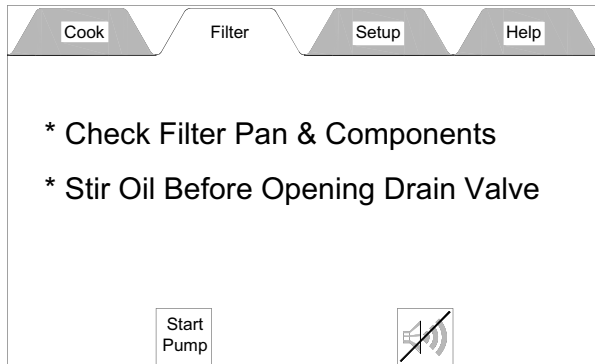 Cook Filter Setup Help
* Check Filter Pan & Components
* Stir Oil Before Opening Drain Valve
Start
Pump